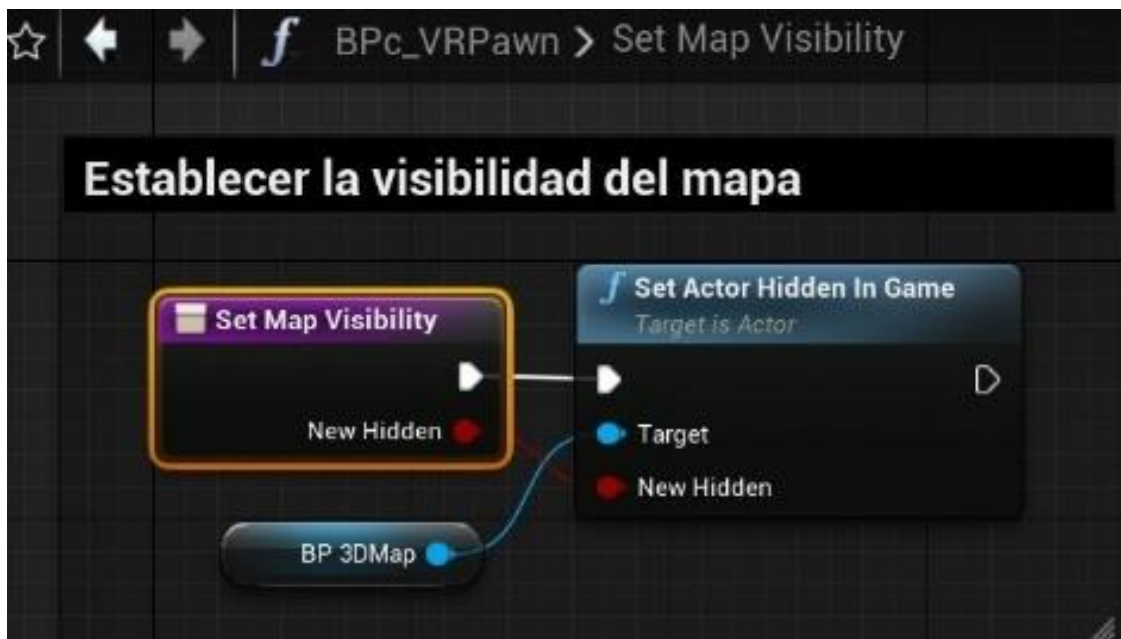 f BPc_VRPawn > Set Map Visibility
Establecer la visibilidad del mapa
Set Map Visibility
New Hidden
BP 3DMap
f Set Actor Hidden In Game
Target is Actor
Target
New Hidden